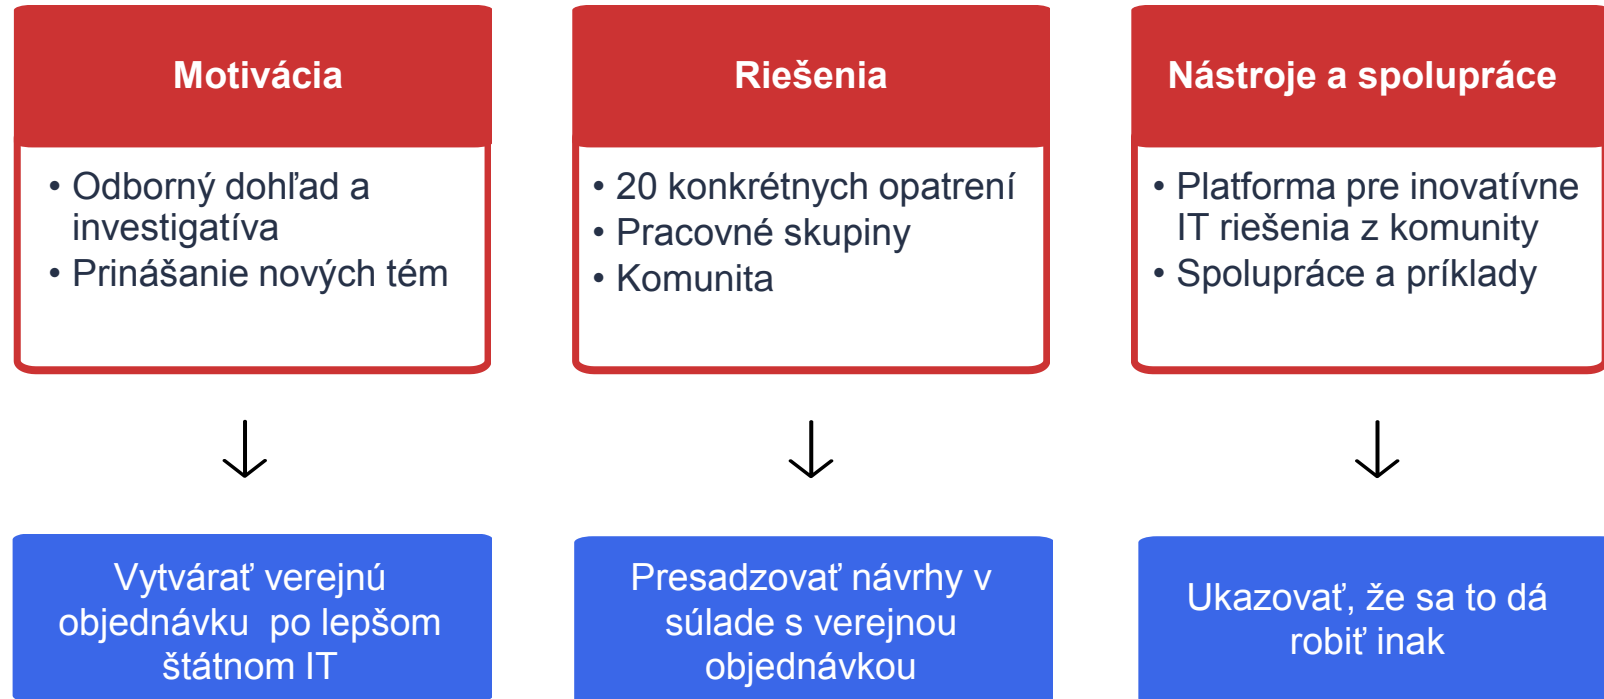 Motivácia
• Odborný dohľad a
investigatíva
• Prinášanie nových tém
Vytvárať verejnú
objednávku po lepšom
štátnom IT
Riešenia
• 20 konkrétnych opatrení
• Pracovné skupiny
• Komunita
Presadzovať návrhy v
súlade s verejnou
objednávkou
Nástroje a spolupráce
• Platforma pre inovatívne
IT riešenia z komunity
• Spolupráce a príklady
Ukazovať, že sa to dá
robiť inak